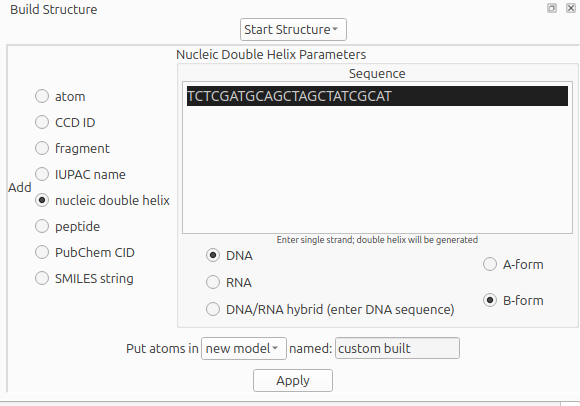 Build Structure
Start Structure
Nucleic Double Helix Parameters
Sequence
TCTCGATGCAGCTAGCTATCGCAT
Add
atom
CCD ID
fragment
IUPAC name
nucleic double helix
peptide
PubChem CID
SMILES string
Enter single strand; double helix will be generated
DNA
RNA
DNA/RNA hybrid (enter DNA sequence)
A-form
B-form
Put atoms in new model named: custom built
Apply